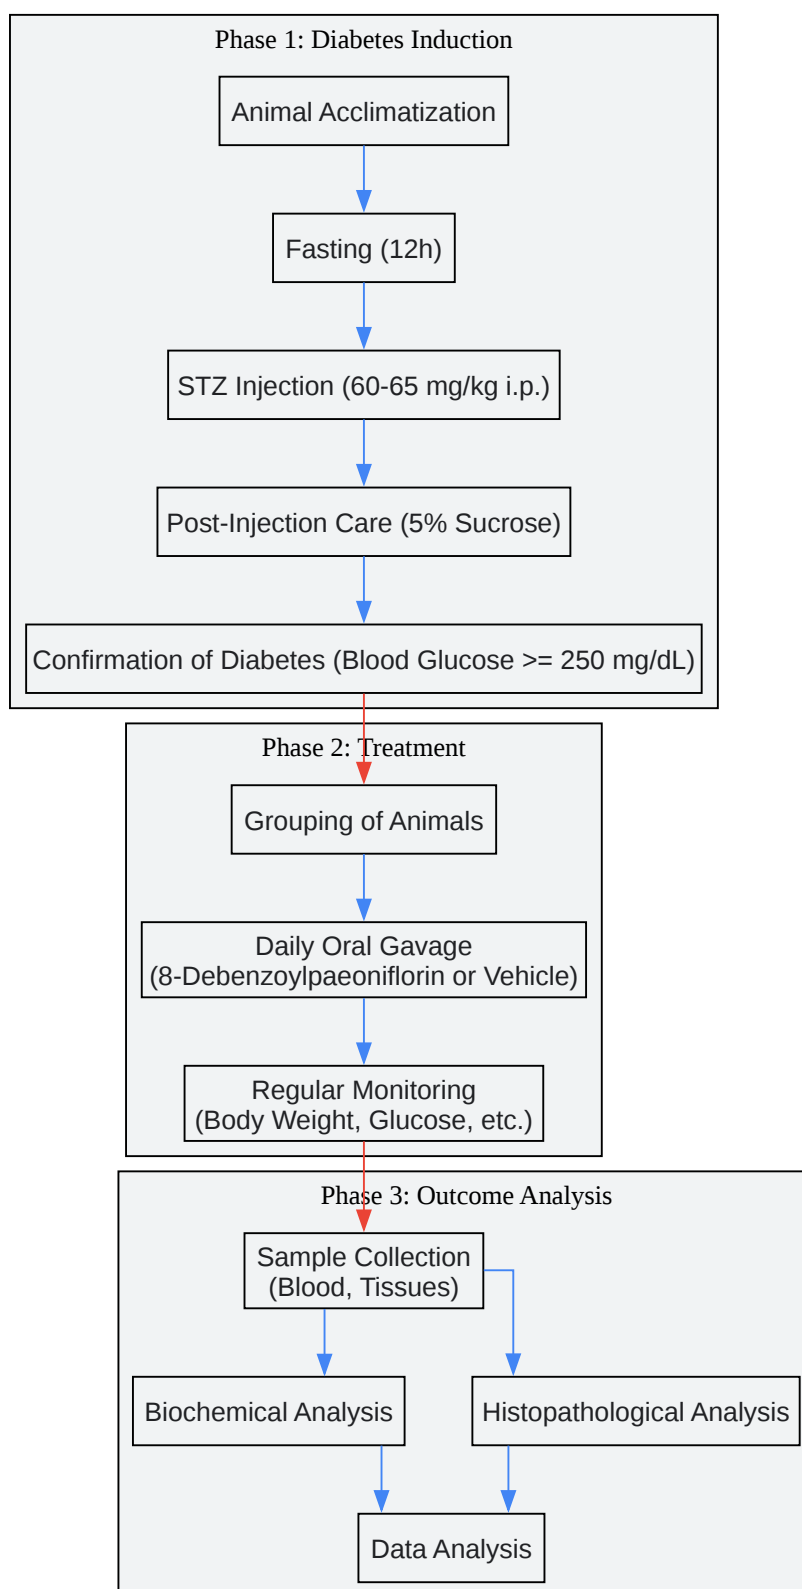 Phase 1: Diabetes Induction
Animal Acclimatization
Fasting (12h)
STZ Injection (60-65 mg/kg i.p.)
Post-Injection Care (5% Sucrose)
Confirmation of Diabetes (Blood Glucose >= 250 mg/dL)
Phase 2: Treatment
Grouping of Animals
Daily Oral Gavage
(8-Debenzoylpaeoniflorin or Vehicle)
Regular Monitoring
(Body Weight, Glucose, etc.)
Phase 3: Outcome Analysis
Sample Collection
(Blood, Tissues)
Biochemical Analysis
Histopathological Analysis
Data Analysis